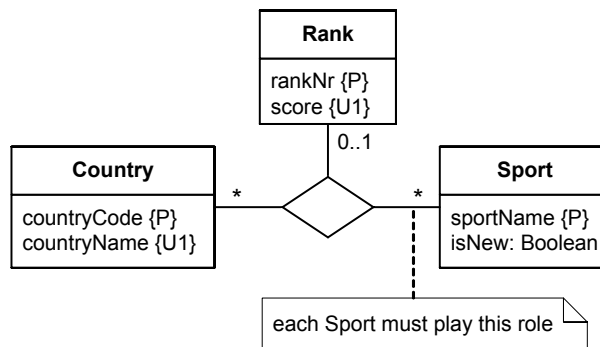 Rank
rankNr {P}
score {U1}
0..1
Country
countryCode {P}
countryName {U1}
*
*
Sport
sportName {P}
isNew: Boolean
each Sport must play this role